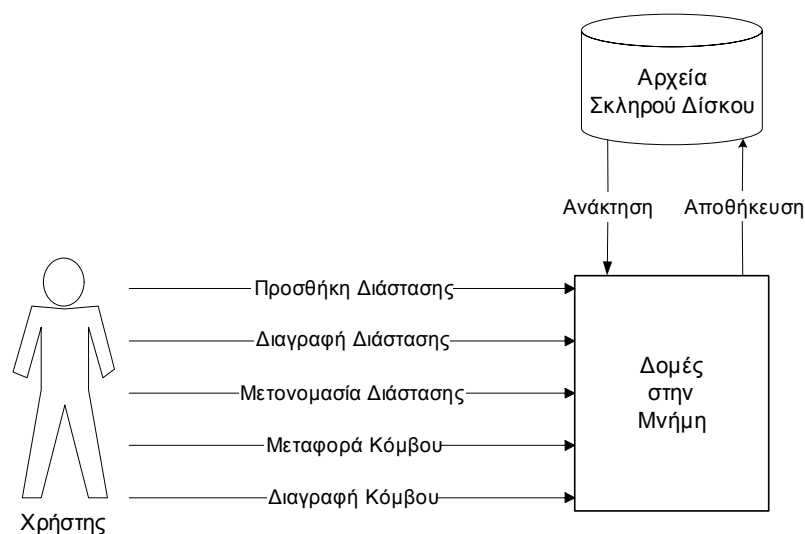 Αρχεία
Σκληρού Δίσκου
Ανάκτηση
Αποθήκευση
Προσθήκη Διάστασης
Διαγραφή Διάστασης
Μετονομασία Διάστασης
Μεταφορά Κόμβου
Διαγραφή Κόμβου
Δομές
στην
Μνήμη
Χρήστης